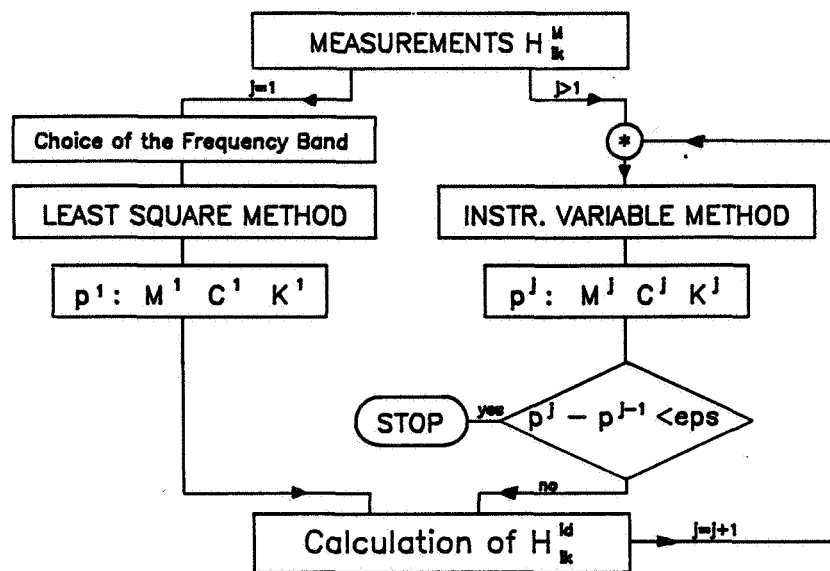 MEASUREMENTS H M ik
j=1
j>1
Choice of the Frequency Band
*
LEAST SQUARE METHOD
INSTR. VARIABLE METHOD
p¹: M¹ C¹ K¹
pʲ: Mʲ Cʲ Kʲ
STOP
yes
pʲ – pʲ⁻¹ <eps
no
Calculation of H id ik
j=j+1